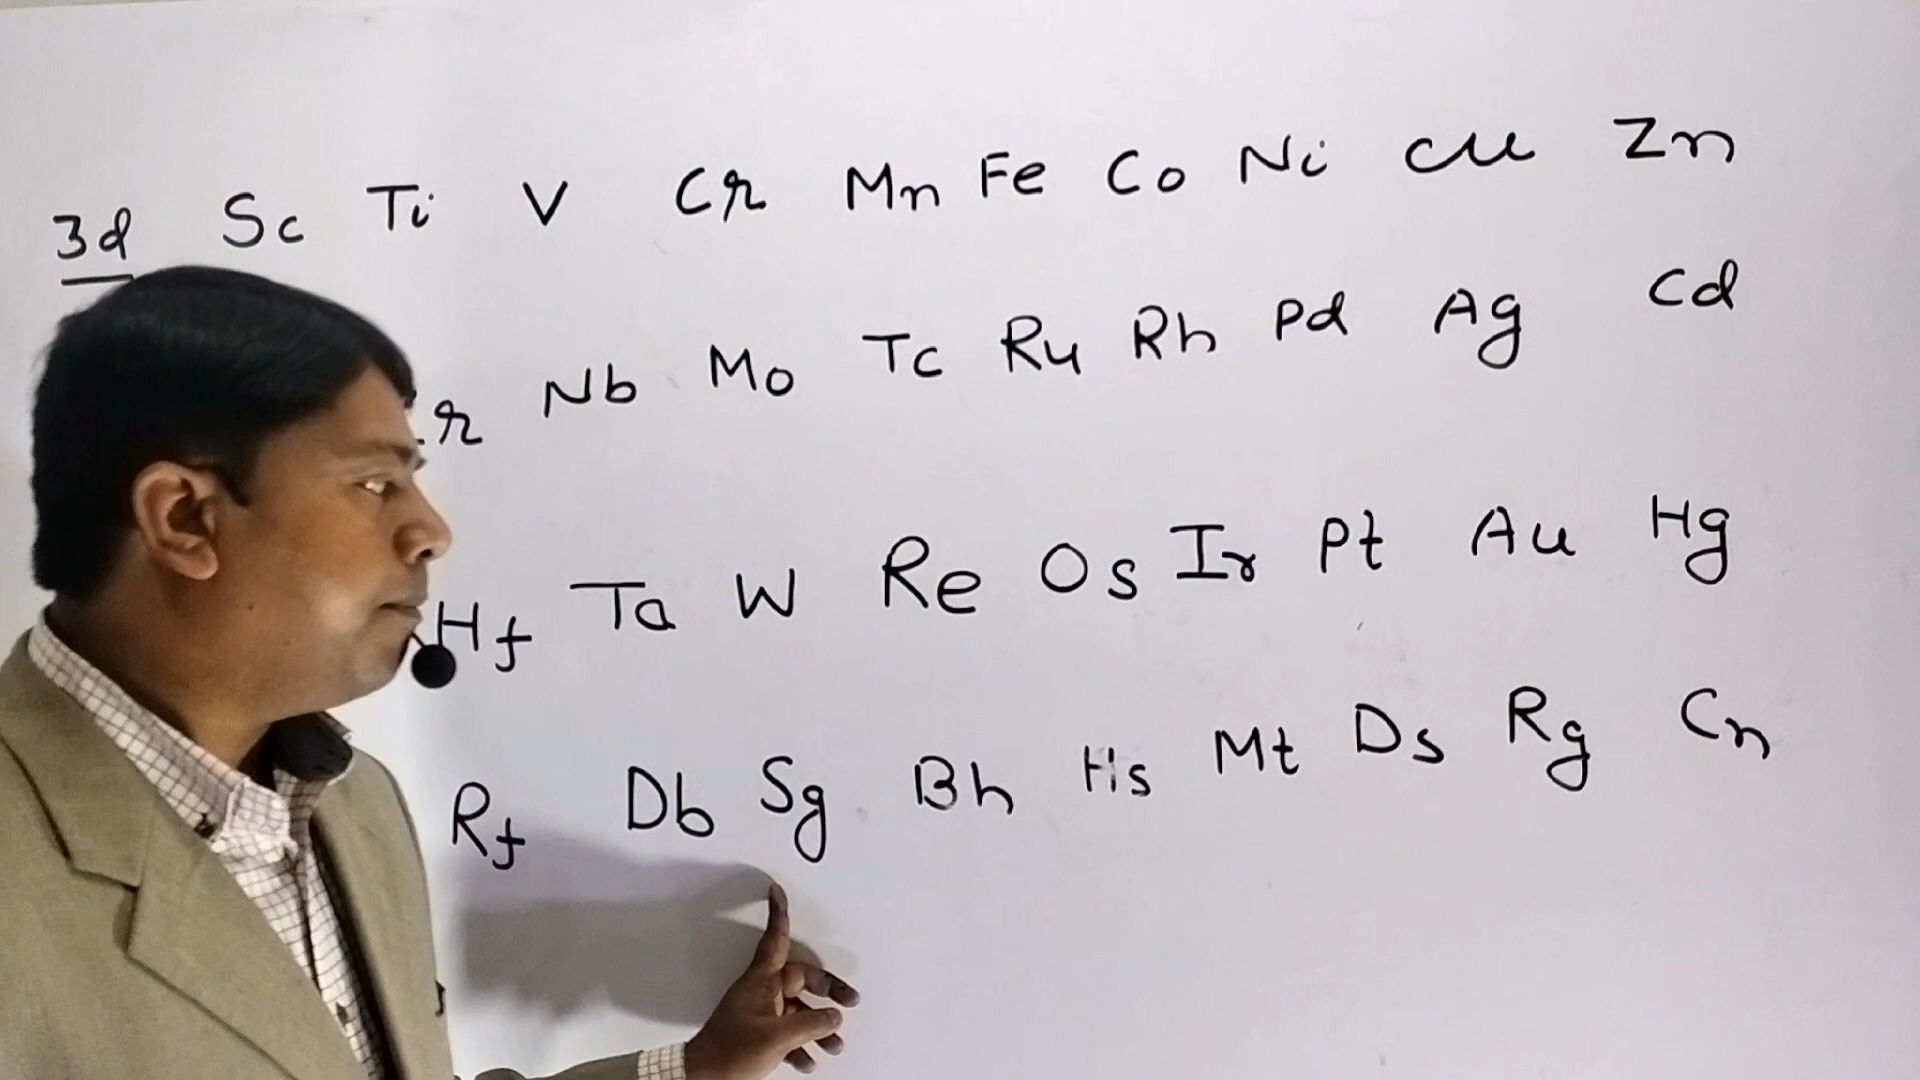 3d Sc Ti V Cr Mn Fe Co Ni Cu Zn
r Nb Mo Tc Ru Rh Pd Ag Cd
Hf Ta W Re Os Ir Pt Au Hg
Rf Db Sg Bh Hs Mt Ds Rg Cn